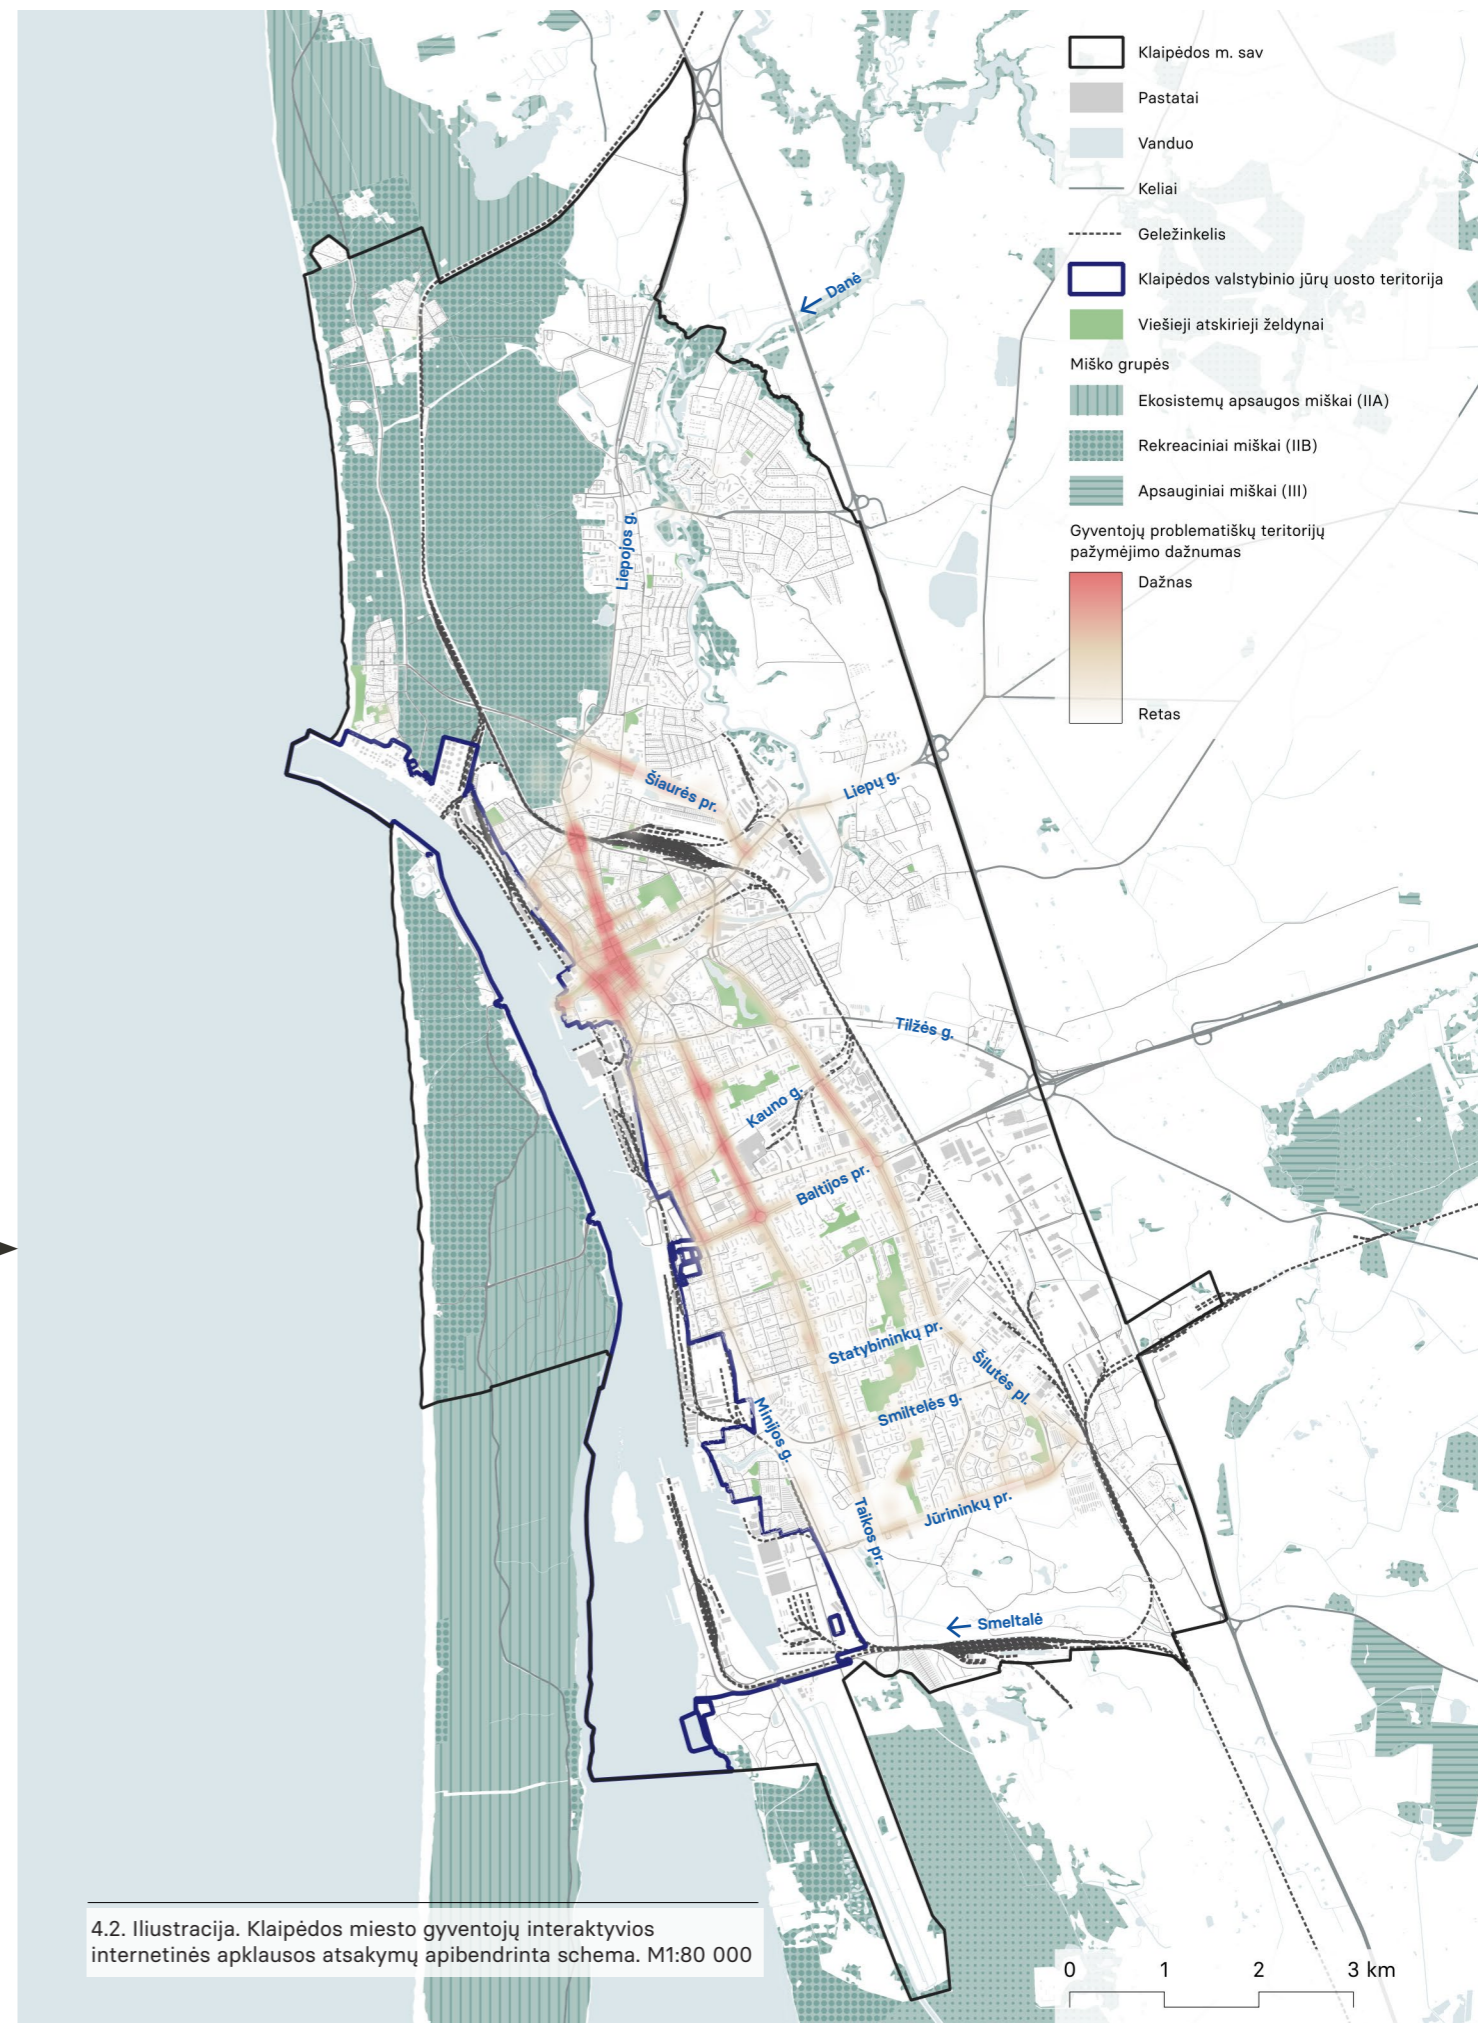 Klaipėdos m. sav
Pastatai
Vanduo
Keliai
Geležinkelis
Klaipėdos valstybinio jūrų uosto teritorija
Viešieji atskirieji želdynai
Miško grupės
Ekosistemų apsaugos miškai (IIA)
Rekreaciniai miškai (IIB)
Apsauginiai miškai (III)
Gyventojų problematiškų teritorijų
pažymėjimo dažnumas
Dažnas
Retas
Danė
Liepojos g.
Šiaurės pr.
Liepų g.
Tilžės g.
Kauno g.
Baltijos pr.
Statybininkų pr.
Šilutės pl.
Smiltelės g.
Minijos g.
Taikos pr.
Jūrininkų pr.
Smeltalė
4.2. Iliustracija. Klaipėdos miesto gyventojų interaktyvios
internetinės apklausos atsakymų apibendrinta schema. M1:80 000
0 1 2 3 km